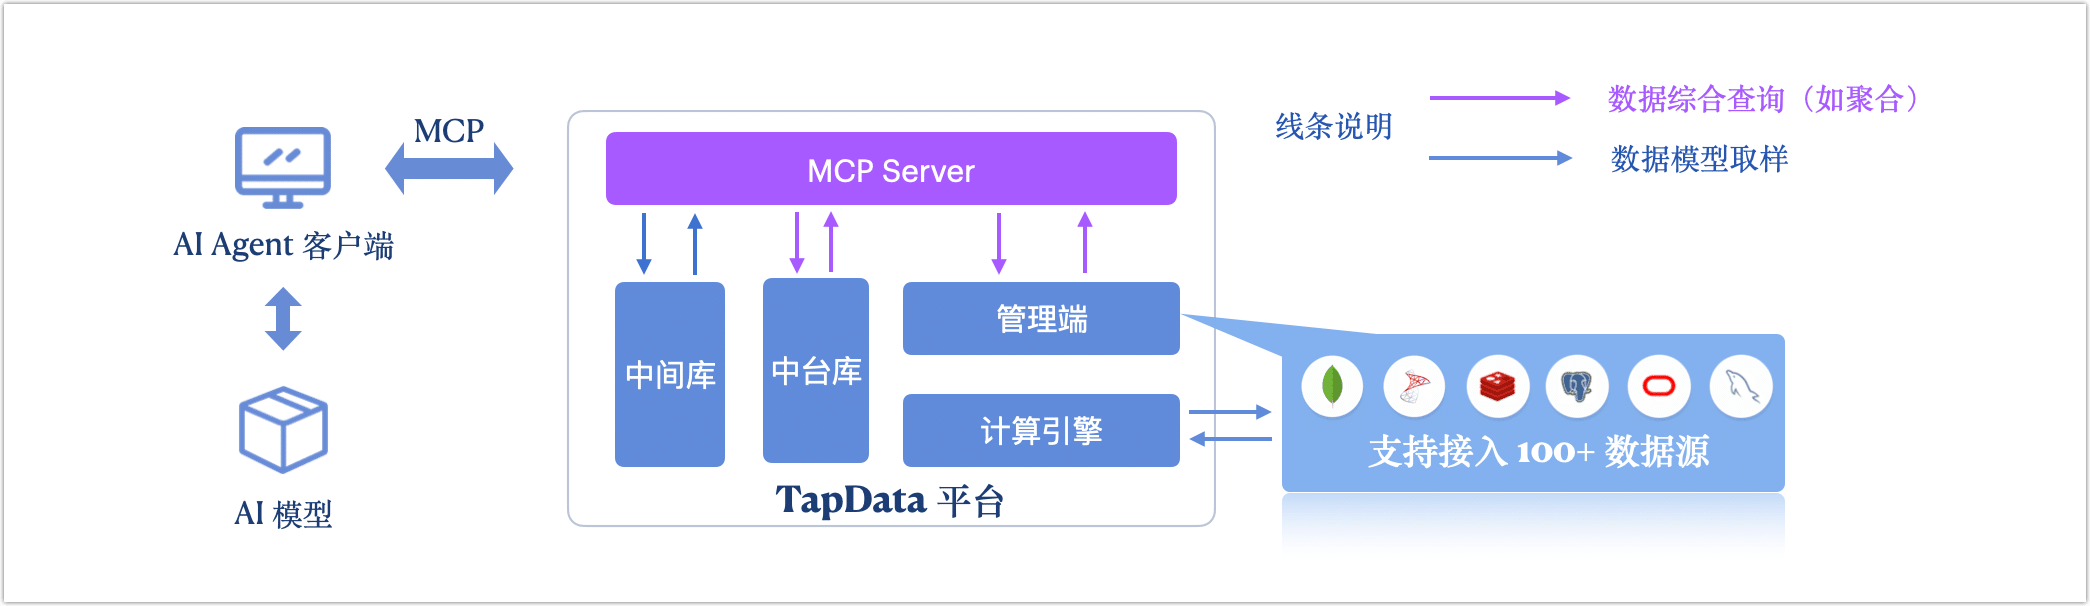 MCP
AI Agent 客户端
AI 模型
MCP Server
中间库
中台库
管理端
计算引擎
TapData 平台
线条说明
数据综合查询（如聚合）
数据模型取样
支持接入 100+ 数据源